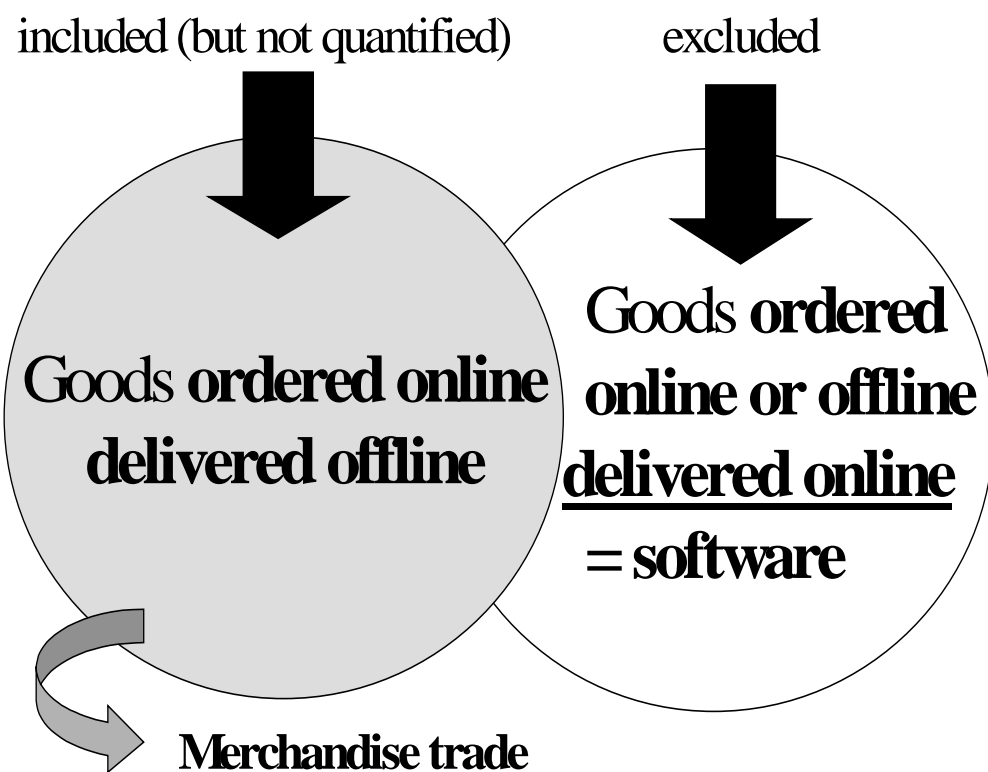 included (but not quantified)
excluded
Goods ordered online
delivered offline
Goods ordered
online or offline
delivered online
= software
Merchandise trade